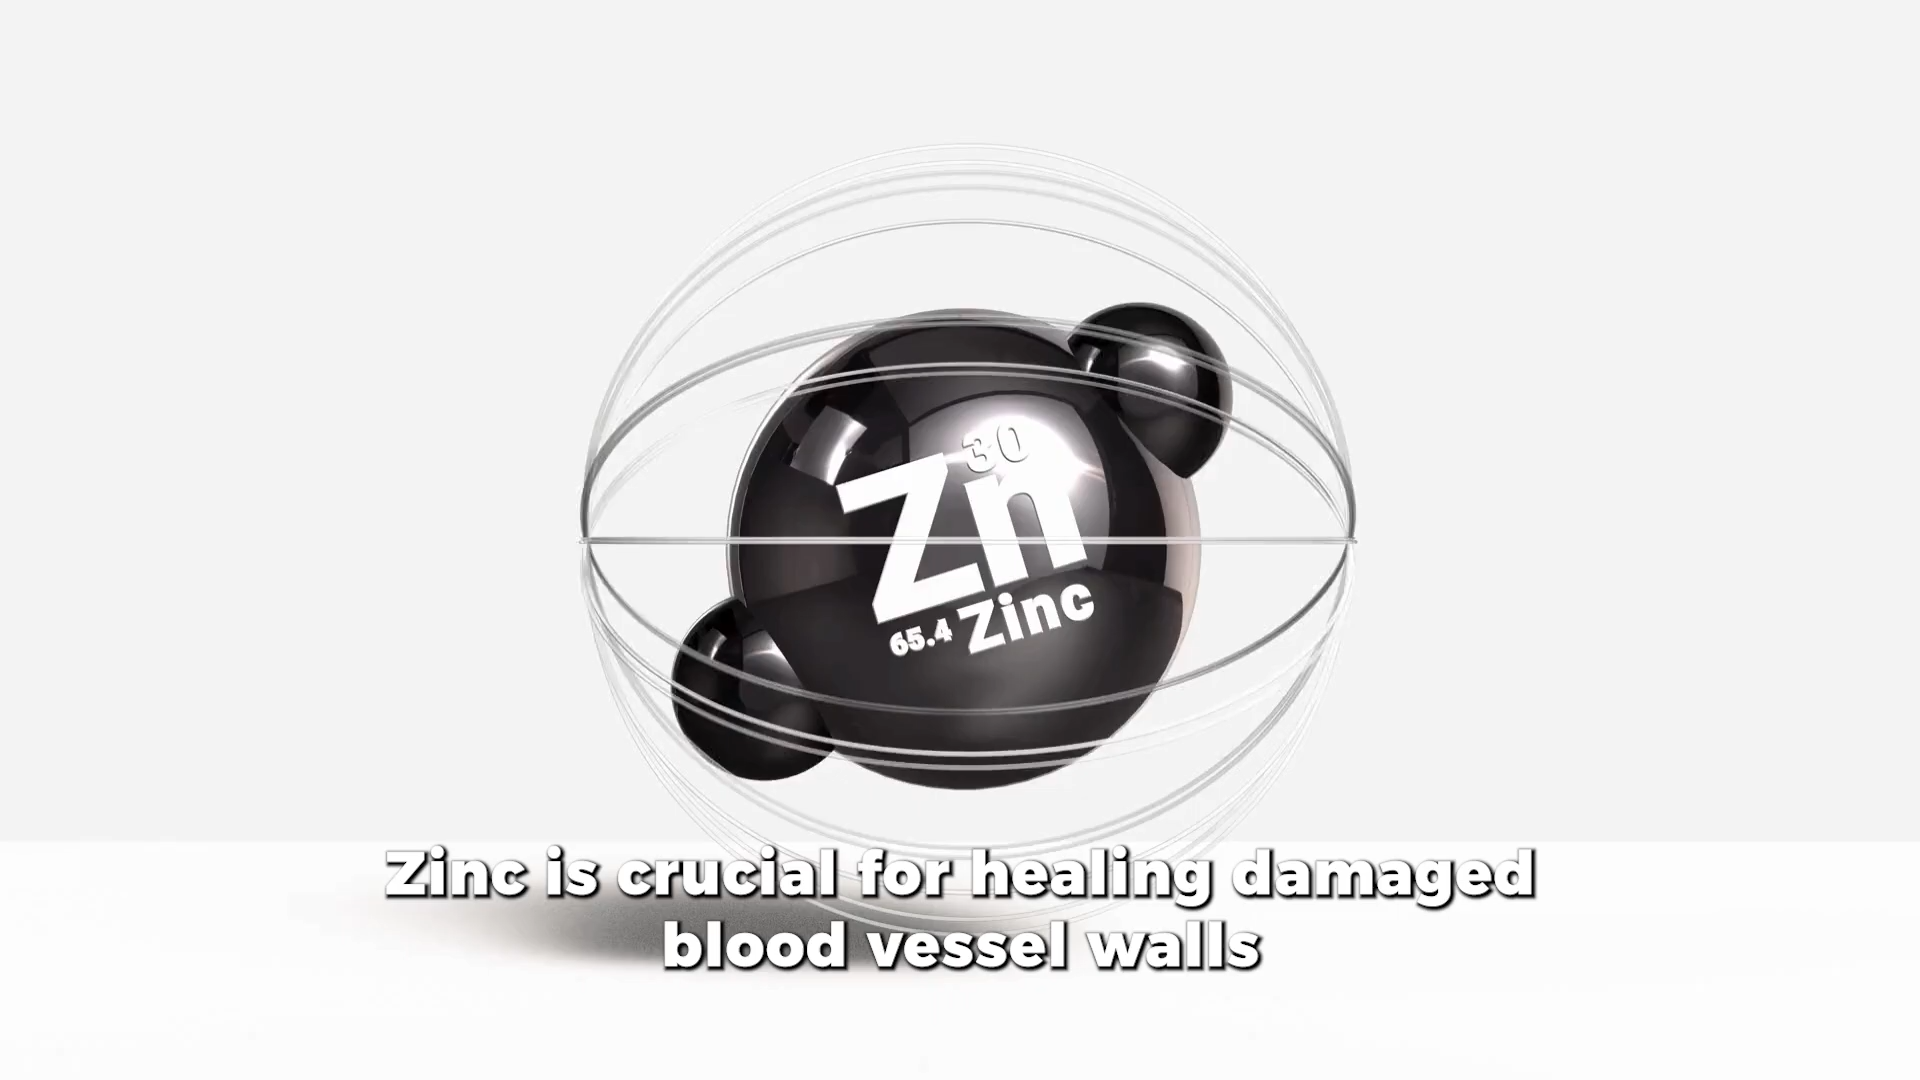 30
Zn
65.4 Zinc
Zinc is crucial for healing damaged
blood vessel walls